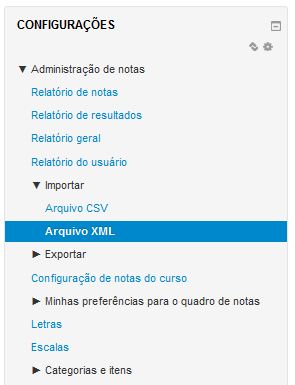 CONFIGURAÇÕES
Administração de notas
Relatório de notas
Relatório de resultados
Relatório geral
Relatório do usuário
Importar
Arquivo CSV
Arquivo XML
Exportar
Configuração de notas do curso
Minhas preferências para o quadro de notas
Letras
Escalas
Categorias e itens